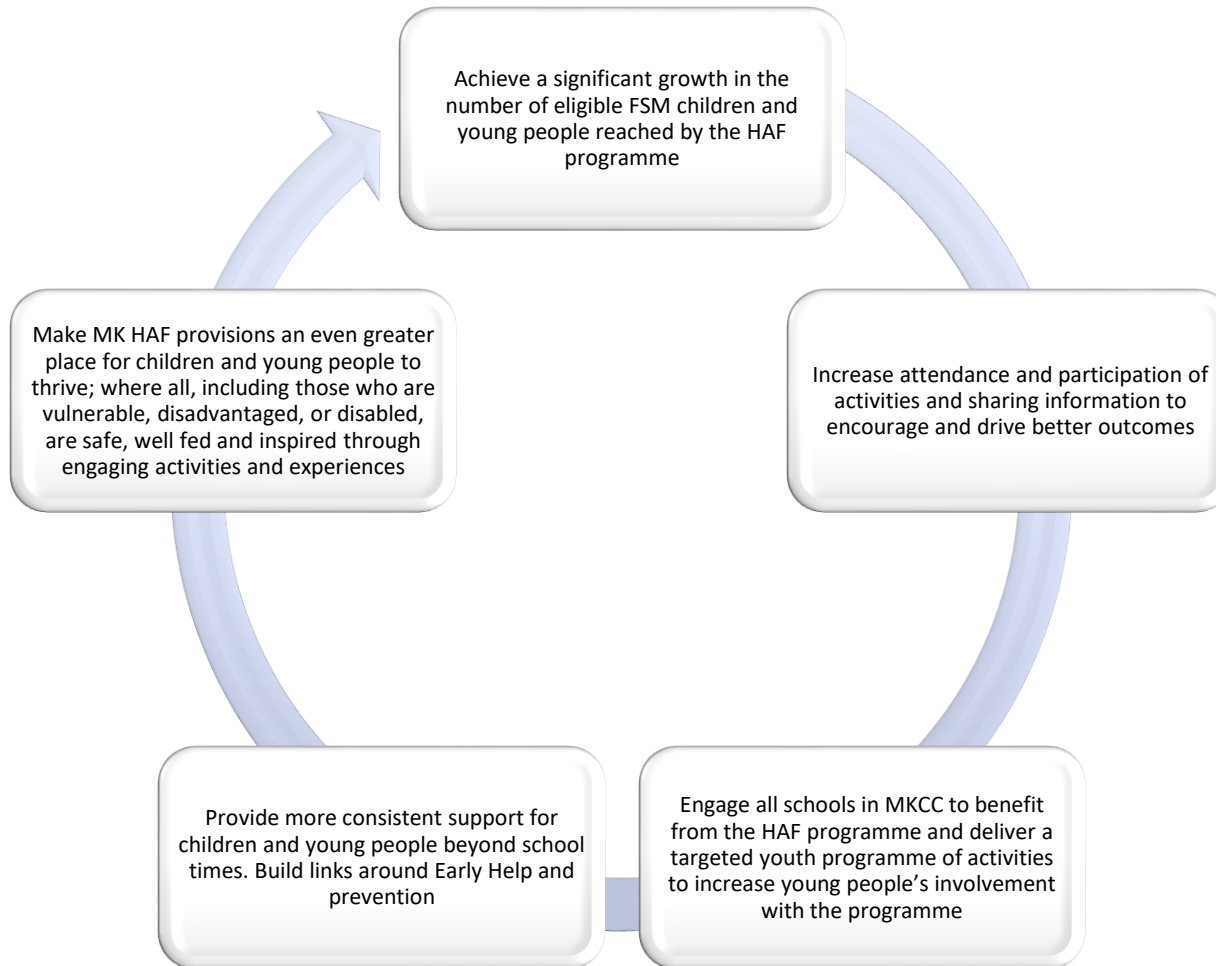 Achieve a significant growth in the
number of eligible FSM children and
young people reached by the HAF
programme
Increase attendance and participation of
activities and sharing information to
encourage and drive better outcomes
Engage all schools in MKCC to benefit
from the HAF programme and deliver a
targeted youth programme of activities
to increase young people’s involvement
with the programme
Provide more consistent support for
children and young people beyond school
times. Build links around Early Help and
prevention
Make MK HAF provisions an even greater
place for children and young people to
thrive; where all, including those who are
vulnerable, disadvantaged, or disabled,
are safe, well fed and inspired through
engaging activities and experiences